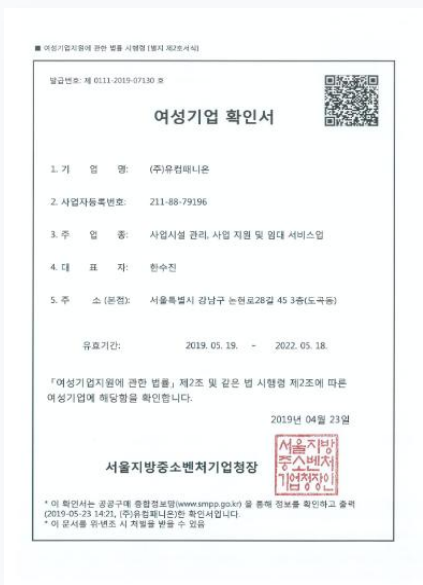 ■ 여성기업지원에 관한 법률 시행령 [별지 제2호서식]
발급번호: 제 0111-2019-07130 호
여성기업 확인서
1. 기 업 명: (주)유컴패니온
2. 사업자등록번호: 211-88-79196
3. 주 업 종: 사업시설 관리, 사업 지원 및 임대 서비스업
4. 대 표 자: 한수진
5. 주 소 (본점): 서울특별시 강남구 논현로28길 45 3층(도곡동)
유효기간: 2019. 05. 19. ~ 2022. 05. 18.
「여성기업지원에 관한 법률」 제2조 및 같은 법 시행령 제2조에 따른
여성기업에 해당함을 확인합니다.
2019년 04월 23일
서울지방중소벤처기업청장
서울지방
중소벤처
기업청장인
* 이 확인서는 공공구매 종합정보망(www.smpp.go.kr) 을 통해 정보를 확인하고 출력
(2019-05-23 14:21, (주)유컴패니온)한 확인서입니다.
* 이 문서를 위·변조 시 처벌을 받을 수 있음